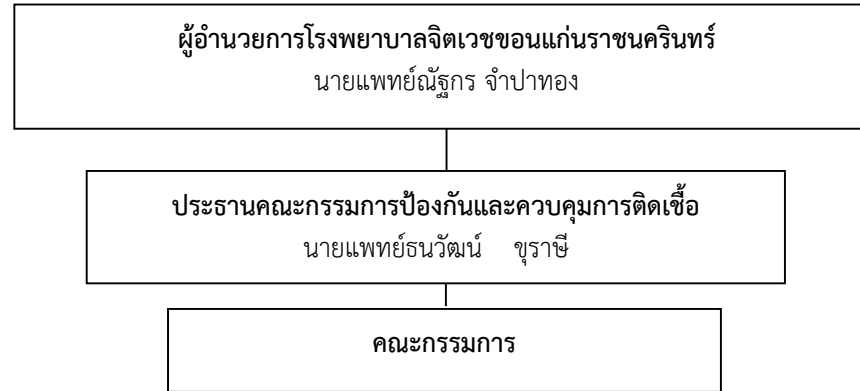 ผู้อำนวยการโรงพยาบาลจิตเวชขอนแก่นราชนครินทร์
นายแพทย์ณัฐกร จำปาทอง
ประธานคณะกรรมการป้องกันและควบคุมการติดเชื้อ
นายแพทย์ธนวัฒน์ ขุราษี
คณะกรรมการ